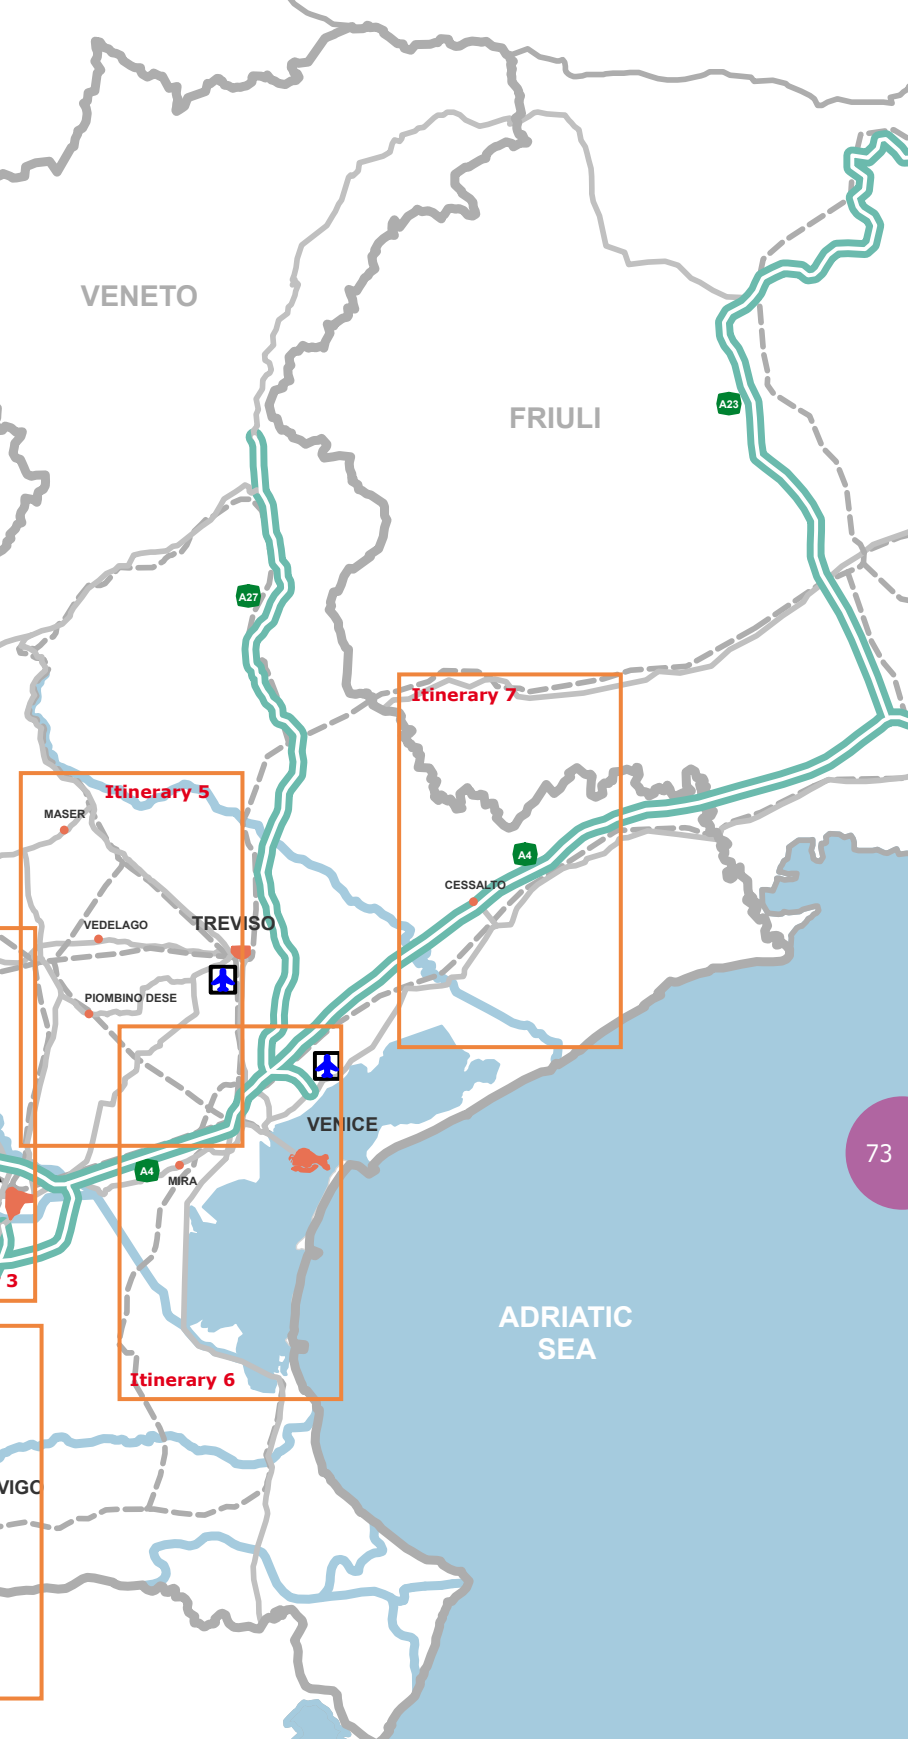 VENETO
FRIULI
A23
A27
Itinerary 7
Itinerary 5
MASER
A4
CESSALTO
VEDELAGO
TREVISO
PIOMBINO DESE
VENICE
73
A4
MIRA
3
ADRIATIC
SEA
Itinerary 6
VIGO